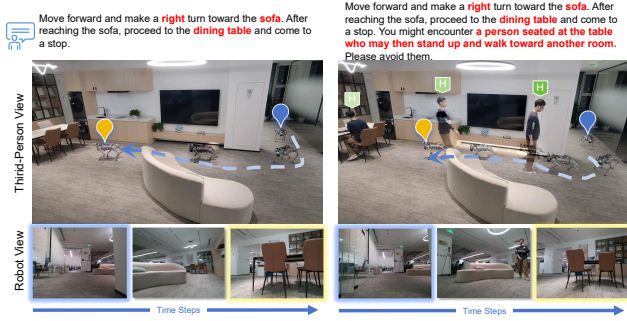 Move forward and make a right turn toward the sofa. After
reaching the sofa, proceed to the dining table and come to
a stop.
Move forward and make a right turn toward the sofa. After
reaching the sofa, proceed to the dining table and come to
a stop. You might encounter a person seated at the table
who may then stand up and walk toward another room.
Please avoid them.
Thirid-Person View
H
H
H
Robot View
Time Steps
Time Steps